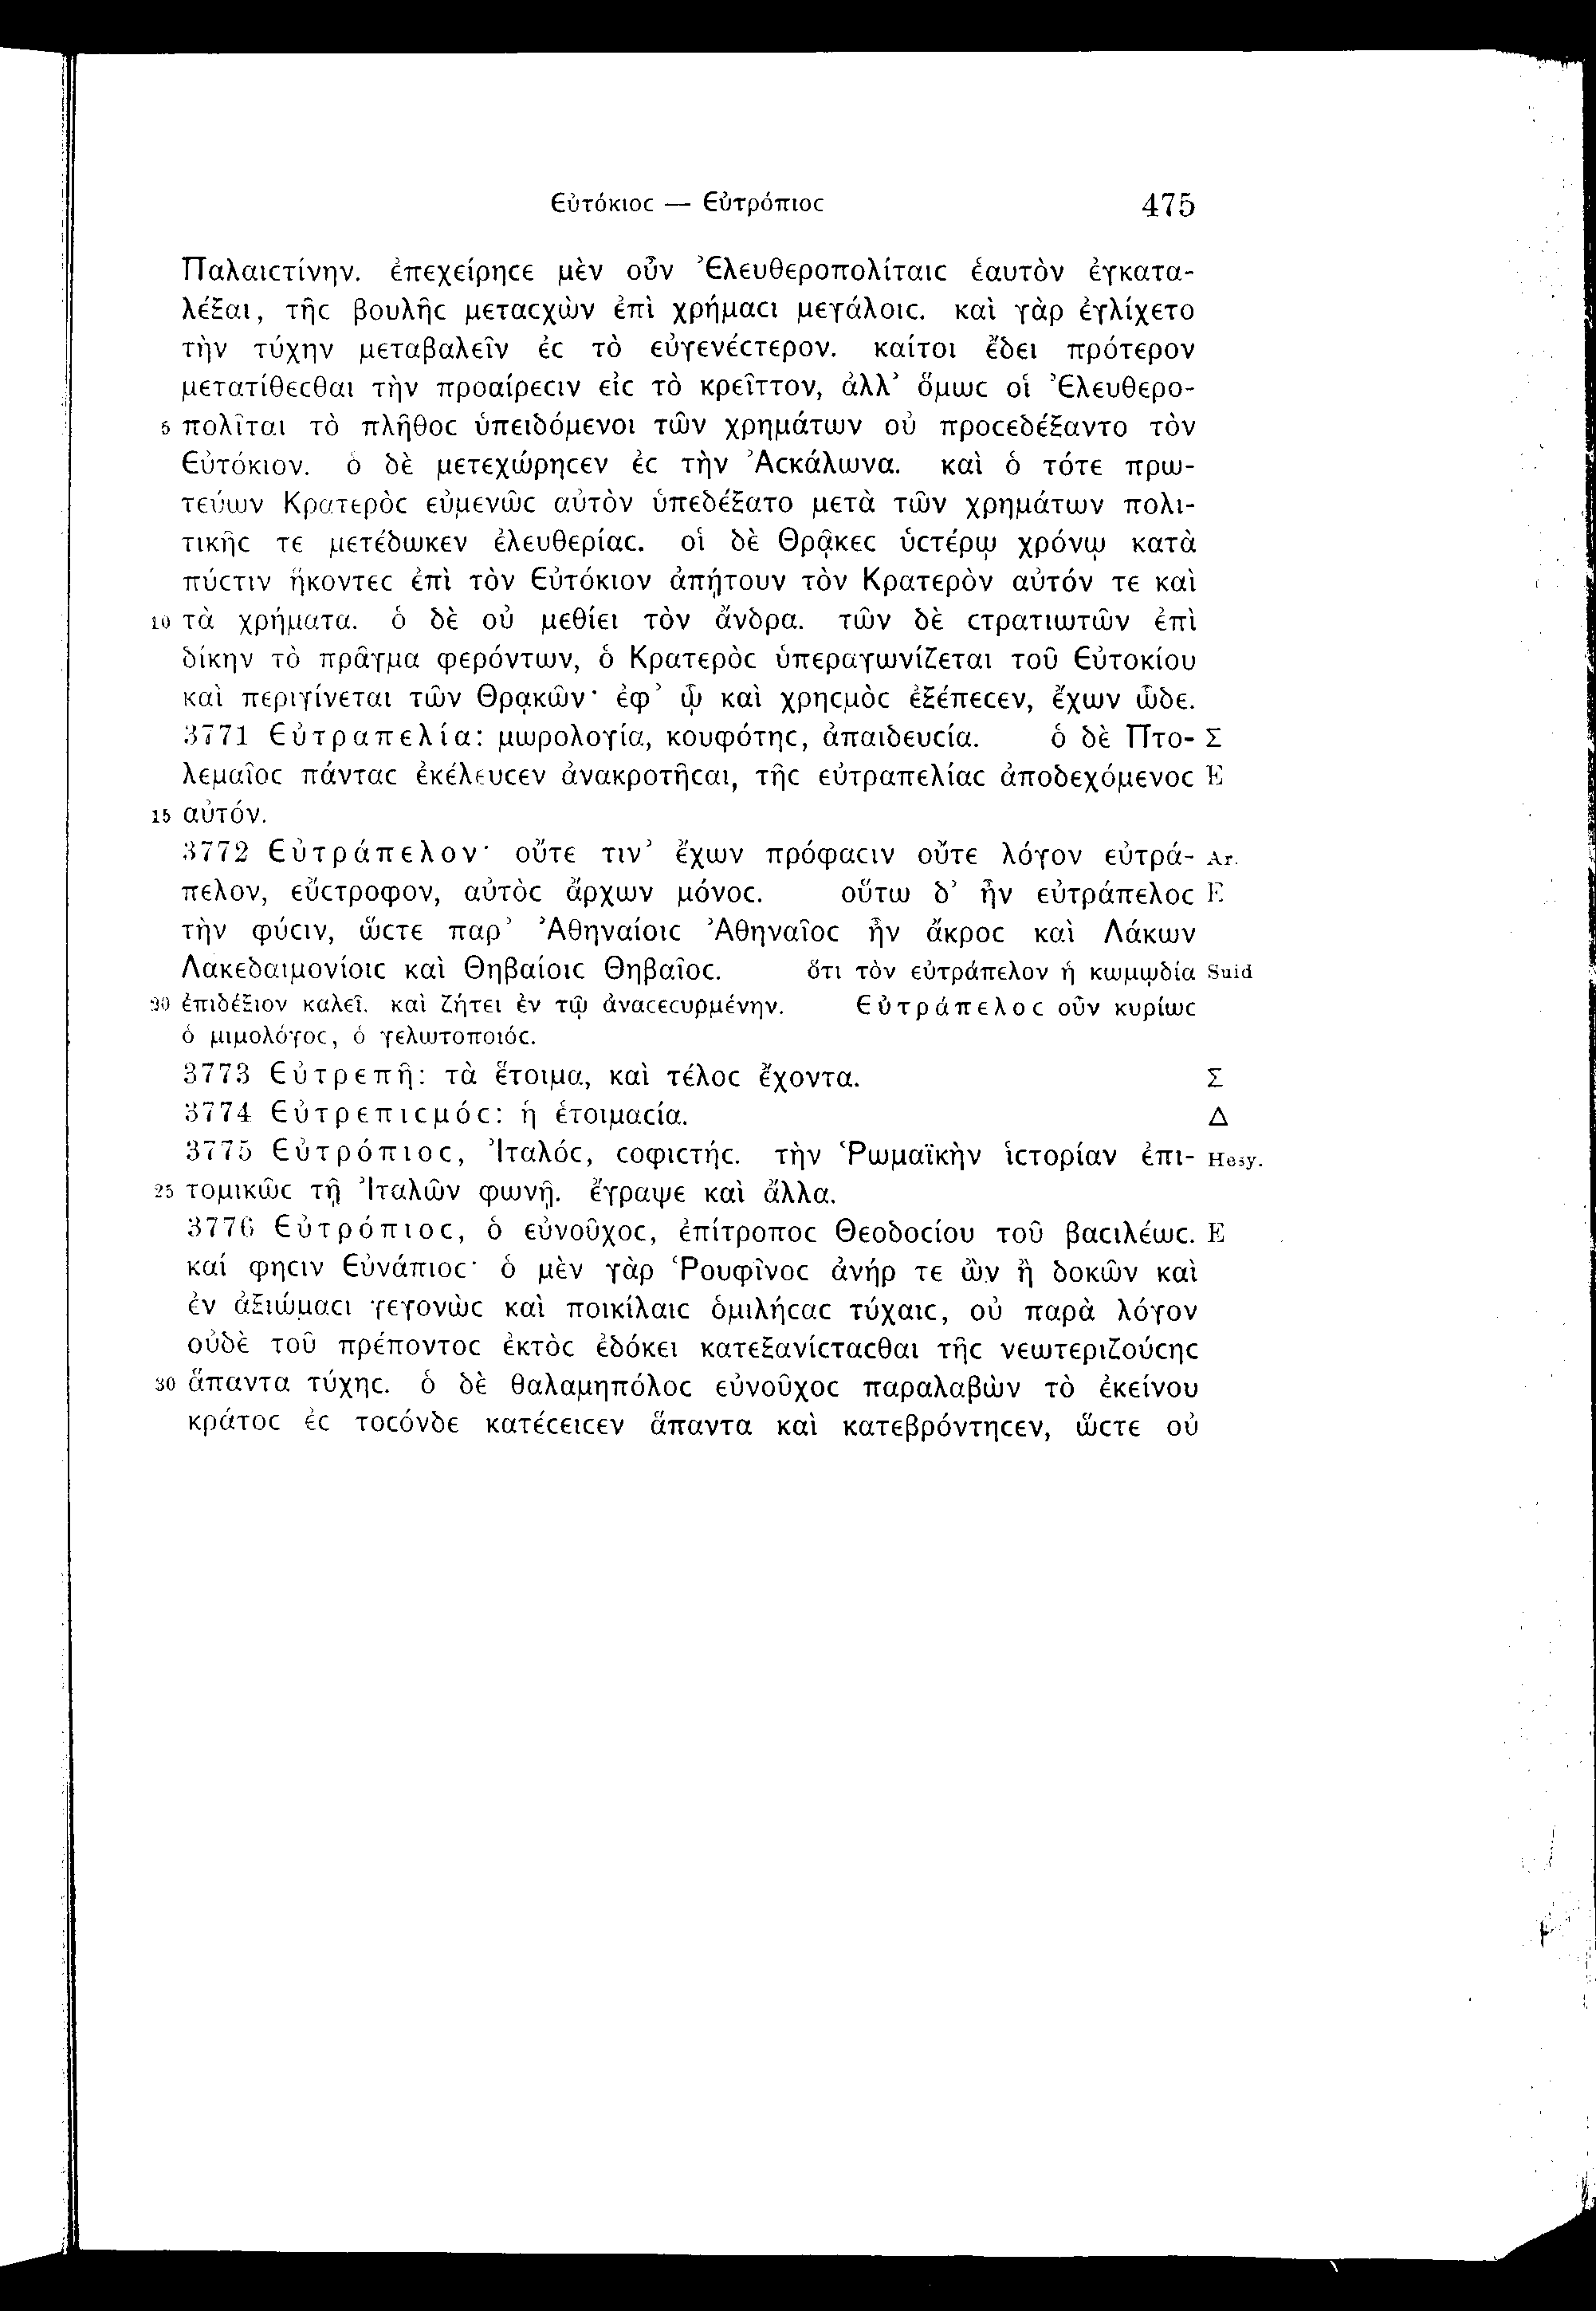 Εὐτόκιοϲ — Εὐτρόπιοϲ 475
Παλαιϲτίνην. ἐπεχείρηϲε μὲν οὖν Ἐλευθεροπολίταιϲ ἑαυτὸν ἐγκατα-
λέξαι, τῆϲ βουλῆϲ μεταϲχὼν ἐπὶ χρήμαϲι μεγάλοιϲ. καὶ γὰρ ἐγλίχετο
τὴν τύχην μεταβαλεῖν ἐϲ τὸ εὐγενέϲτερον. καίτοι ἔδει πρότερον
μετατίθεϲθαι τὴν προαίρεϲιν εἰϲ τὸ κρεῖττον, ἀλλ’ ὅμωϲ οἱ Ἐλευθερο-
5 πολῖται τὸ πλῆθοϲ ὑπειδόμενοι τῶν χρημάτων οὐ προϲεδέξαντο τὸν
Εὐτόκιον. ὁ δὲ μετεχώρηϲεν ἐϲ τὴν Ἀϲκάλωνα. καὶ ὁ τότε πρω-
τεύων Κρατερὸϲ εὐμενῶϲ αὐτὸν ὑπεδέξατο μετὰ τῶν χρημάτων πολι-
τικῆϲ τε μετέδωκεν ἐλευθερίαϲ. οἱ δὲ Θρᾷκεϲ ὑϲτέρῳ χρόνῳ κατὰ
πύϲτιν ἥκοντεϲ ἐπὶ τὸν Εὐτόκιον ἀπῄτουν τὸν Κρατερὸν αὐτόν τε καὶ
10 τὰ χρήματα. ὁ δὲ οὐ μεθίει τὸν ἄνδρα. τῶν δὲ ϲτρατιωτῶν ἐπὶ
δίκην τὸ πρᾶγμα φερόντων, ὁ Κρατερὸϲ ὑπεραγωνίζεται τοῦ Εὐτοκίου
καὶ περιγίνεται τῶν Θρᾳκῶν· ἐφ’ ᾧ καὶ χρηϲμὸϲ ἐξέπεϲεν, ἔχων ὧδε.
3771 Εὐτραπελία: μωρολογία, κουφότηϲ, ἀπαιδευϲία. ὁ δὲ Πτο- Σ
λεμαῖοϲ πάνταϲ ἐκέλευϲεν ἀνακροτῆϲαι, τῆϲ εὐτραπελίαϲ ἀποδεχόμενοϲ E
15 αὐτόν.
3772 Εὐτράπελον· οὔτε τιν’ ἔχων πρόφαϲιν οὔτε λόγον εὐτρά- Ar.
πελον, εὔϲτροφον, αὐτὸϲ ἄρχων μόνοϲ. οὕτω δ’ ἦν εὐτράπελοϲ E
τὴν φύϲιν, ὥϲτε παρ’ Ἀθηναίοιϲ Ἀθηναῖοϲ ἦν ἄκροϲ καὶ Λάκων
Λακεδαιμονίοιϲ καὶ Θηβαίοιϲ Θηβαῖοϲ. ὅτι τὸν εὐτράπελον ἡ κωμῳδία Suid
20 ἐπιδέξιον καλεῖ. καὶ ζήτει ἐν τῷ ἀναϲεϲυρμένην. Εὐτράπελοϲ οὖν κυρίωϲ
ὁ μιμολόγοϲ, ὁ γελωτοποιόϲ.
3773 Εὐτρεπῆ: τὰ ἕτοιμα, καὶ τέλοϲ ἔχοντα. Σ
3774 Εὐτρεπιϲμόϲ: ἡ ἑτοιμαϲία. Δ
3775 Εὐτρόπιοϲ, Ἰταλόϲ, ϲοφιϲτήϲ. τὴν Ῥωμαϊκὴν ἱϲτορίαν ἐπι- Hesy.
25 τομικῶϲ τῇ Ἰταλῶν φωνῇ. ἔγραψε καὶ ἄλλα.
3776 Εὐτρόπιοϲ, ὁ εὐνοῦχοϲ, ἐπίτροποϲ Θεοδοϲίου τοῦ βαϲιλέωϲ. E
καί φηϲιν Εὐνάπιοϲ· ὁ μὲν γὰρ Ῥουφῖνοϲ ἀνήρ τε ὢν ἢ δοκῶν καὶ
ἐν ἀξιώμαϲι γεγονὼϲ καὶ ποικίλαιϲ ὁμιλήϲαϲ τύχαιϲ, οὐ παρὰ λόγον
οὐδὲ τοῦ πρέποντοϲ ἐκτὸϲ ἐδόκει κατεξανίϲταϲθαι τῆϲ νεωτεριζούϲηϲ
30 ἅπαντα τύχηϲ. ὁ δὲ θαλαμηπόλοϲ εὐνοῦχοϲ παραλαβὼν τὸ ἐκείνου
κράτοϲ ἐϲ τοϲόνδε κατέϲειϲεν ἅπαντα καὶ κατεβρόντηϲεν, ὥϲτε οὐ